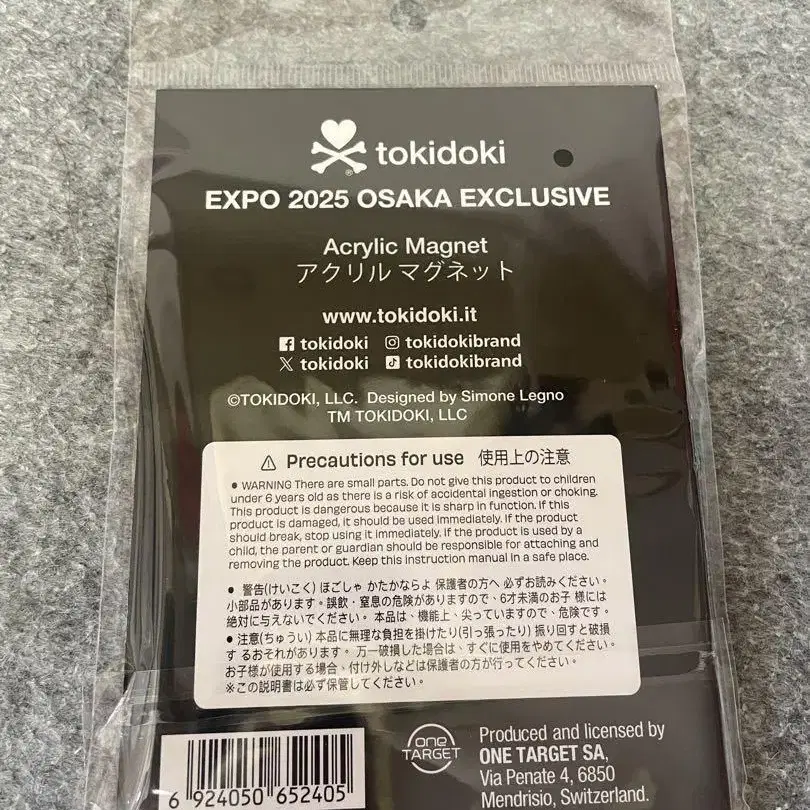 tokidoki
®
EXPO 2025 OSAKA EXCLUSIVE
Acrylic Magnet
アクリル マグネット
www.tokidoki.it
tokidoki tokidokibrand
tokidoki tokidokibrand
©TOKIDOKI, LLC. Designed by Simone Legno
TM TOKIDOKI, LLC
Precautions for use 使用上の注意
● WARNING There are small parts. Do not give this product to children
under 6 years old as there is a risk of accidental ingestion or choking.
This product is dangerous because it is sharp in function. If this
product is damaged, it should be used immediately. If the product
should break, stop using it immediately. If the product is used by a
child, the parent or guardian should be responsible for attaching and
removing the product. Keep this instruction manual in a safe place.
● 警告(けいこく) ほごしゃ かたかならよ 保護者の方へ 必ずお読みください。
小部品があります。誤飲・窒息の危険がありますので、6才未満のお子 様には
絶対に与えないでください。 本品は、機能上、尖っていますので、危険です。
● 注意(ちゅうい) 本品に無理な負担を掛けたり(引っ張ったり) 振り回すと破損
す るおそれがあります。 万一破損した場合は、すぐに使用をやめてください。
お子様が使用する場合、付け外しなどは保護者の方が行ってください。
※この説明書は必ず保管してください。
one
TARGET
Produced and licensed by
ONE TARGET SA,
Via Penate 4, 6850
Mendrisio, Switzerland.
6 924050 652405